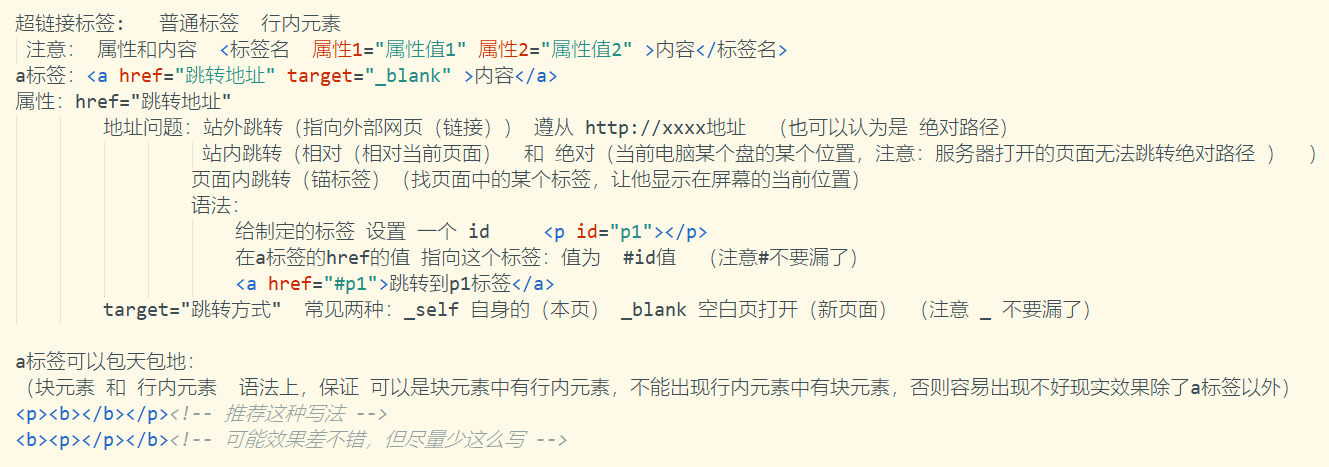 超链接标签:   普通标签  行内元素
注意： 属性和内容  <标签名  属性1="属性值1" 属性2="属性值2" >内容</标签名>
a标签：<a href="跳转地址" target="_blank" >内容</a>
属性：href="跳转地址"
地址问题：站外跳转（指向外部网页（链接）） 遵从 http://xxxx地址  （也可以认为是 绝对路径）
站内跳转（相对（相对当前页面）  和 绝对（当前电脑某个盘的某个位置，注意：服务器打开的页面无法跳转绝对路径 ）  ）
页面内跳转（锚标签）（找页面中的某个标签，让他显示在屏幕的当前位置）
语法：
给制定的标签 设置 一个 id     <p id="p1"></p>
在a标签的href的值 指向这个标签：值为  #id值  （注意#不要漏了）
<a href="#p1">跳转到p1标签</a>
target="跳转方式"  常见两种：_self 自身的（本页） _blank 空白页打开（新页面） （注意 _ 不要漏了）
a标签可以包天包地：
（块元素 和 行内元素  语法上，保证 可以是块元素中有行内元素，不能出现行内元素中有块元素，否则容易出现不好现实效果除了a标签以外）
<p><b></b></p><!-- 推荐这种写法 -->
<b><p></p></b><!-- 可能效果差不错，但尽量少这么写 -->